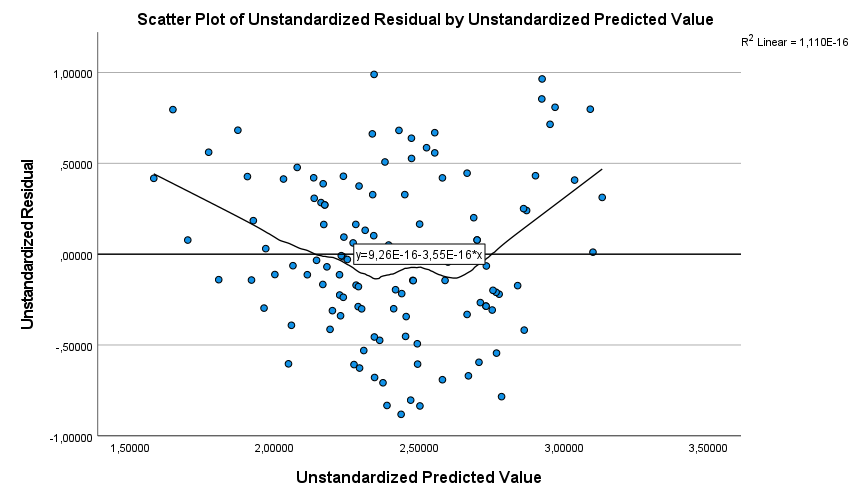 Scatter Plot of Unstandardized Residual by Unstandardized Predicted Value
R² Linear = 1,110E-16
1,00000
,50000
,00000
y=9,26E-16-3,55E-16*x
-,50000
-1,00000
Unstandardized Residual
1,50000 2,00000 2,50000 3,00000 3,50000
Unstandardized Predicted Value